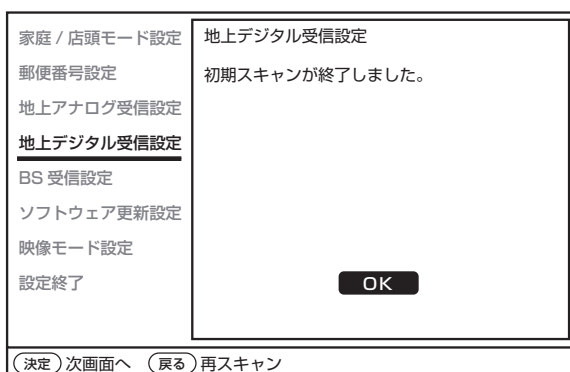 家庭 / 店頭モード設定
郵便番号設定
地上アナログ受信設定
地上デジタル受信設定
BS 受信設定
ソフトウェア更新設定
映像モード設定
設定終了
地上デジタル受信設定
初期スキャンが終了しました。
OK
決定 次画面へ 戻る 再スキャン